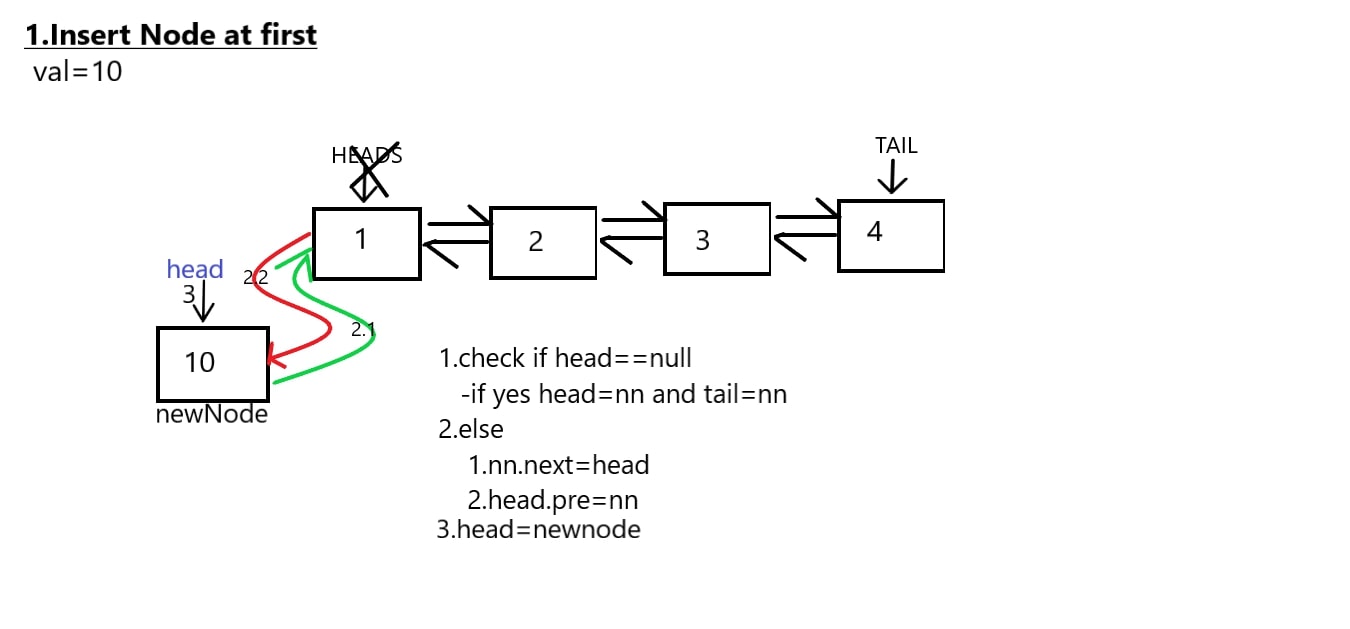 1.Insert Node at first
val=10
HEADS
TAIL
1
2
3
4
head
2.2
3
2.1
10
newNode
1.check if head==null
-if yes head=nn and tail=nn
2.else
1.nn.next=head
2.head.pre=nn
3.head=newnode